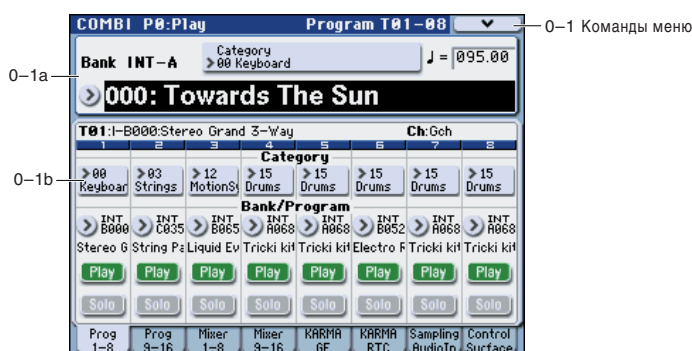 COMBI P0:Play Program T01-08
0–1 Команды меню
Bank INT-A Category >00 Keyboard ♩ = 095.00
0–1a
000: Towards The Sun
T01:I-B000:Stereo Grand 3-Way Ch:Gch
1 2 3 4 5 6 7 8
Category
0–1b
>00 Keyboar >03 Strings >12 MotionSy >15 Drums >15 Drums >15 Drums >15 Drums >15 Drums
Bank/Program
INT B000 INT C035 INT B065 INT A068 INT A068 INT B052 INT A068 INT A068
Stereo G String Pa Liquid Ev Tricki kit Tricki kit Electro F Tricki kit Tricki kit
Play Play Play Play Play Play Play Play
Solo Solo Solo Solo Solo Solo Solo Solo
Prog 1-8 Prog 9-16 Mixer 1-8 Mixer 9-16 KARMA GE KARMA RTC Sampling AudioIn Control Surface